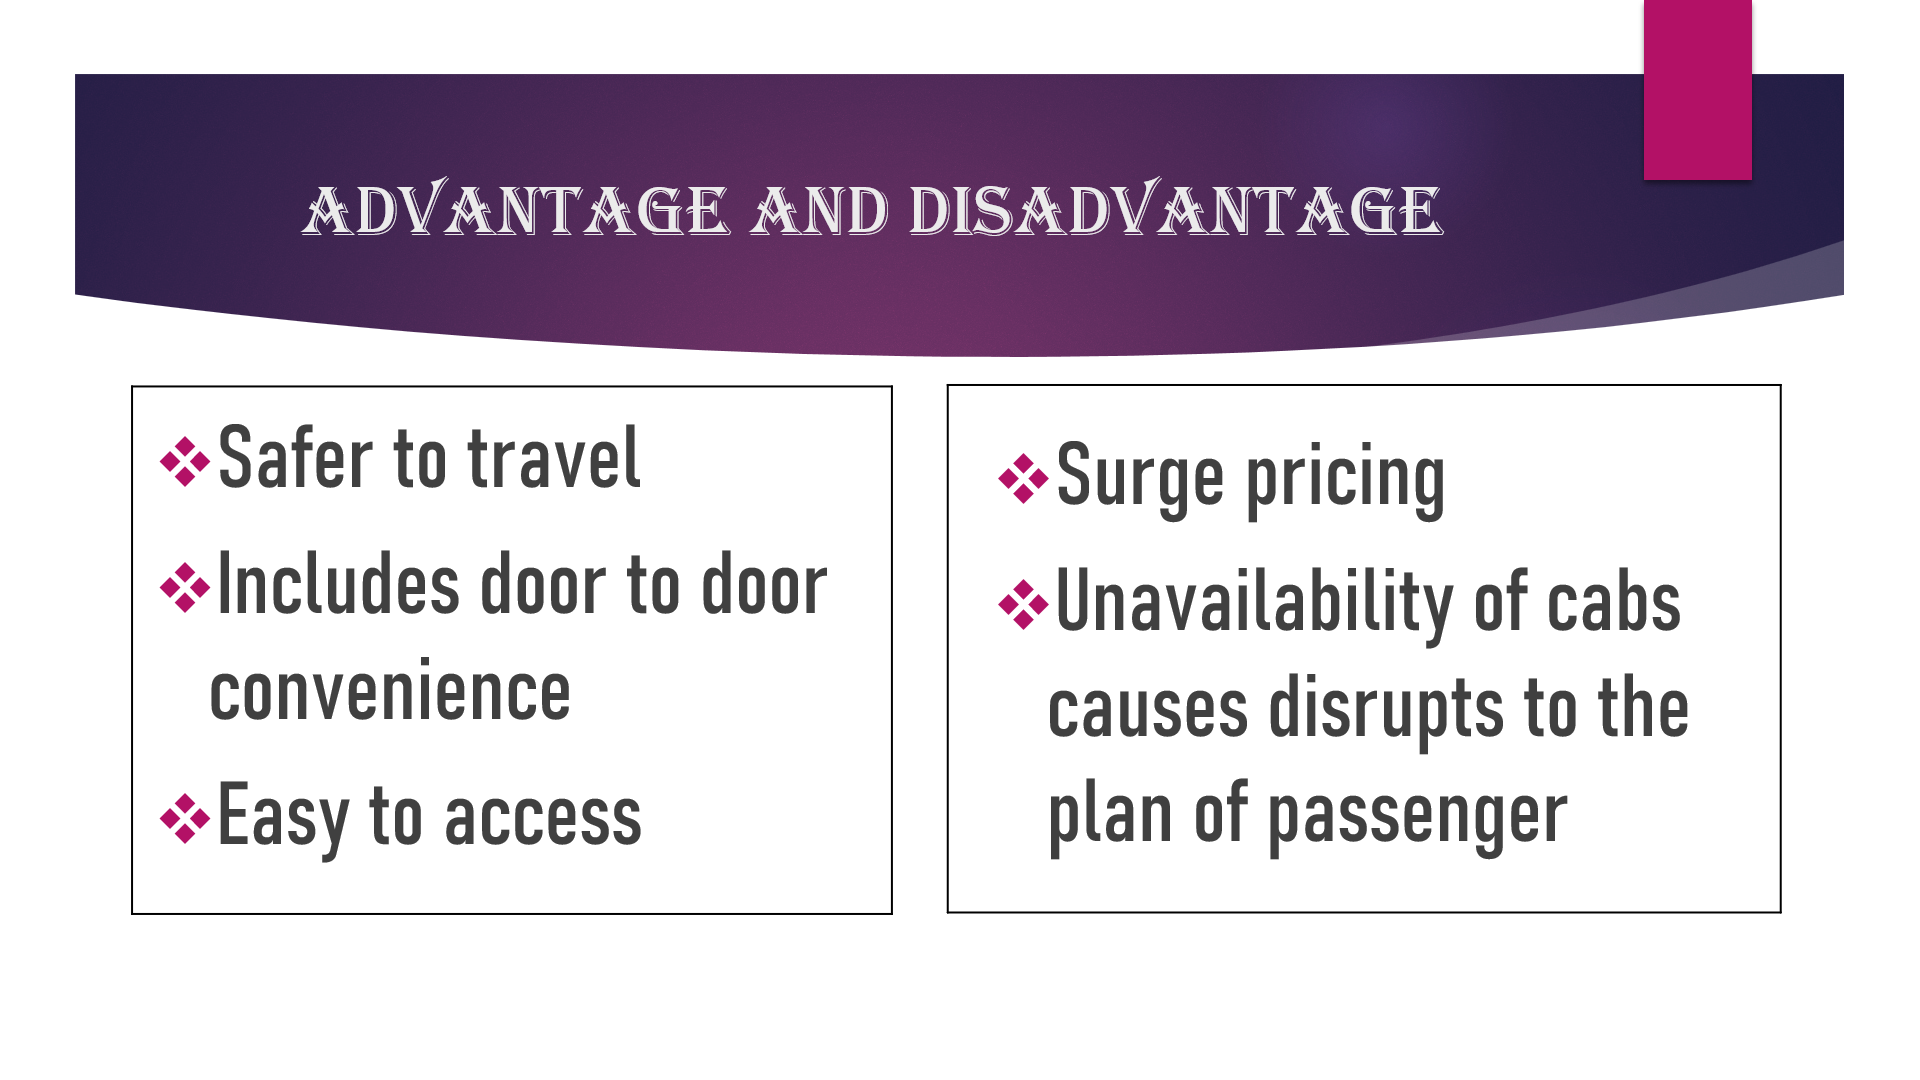 ADVANTAGE AND DISADVANTAGE
❖Safer to travel
❖Includes door to door
convenience
❖Easy to access
❖Surge pricing
❖Unavailability of cabs
causes disrupts to the
plan of passenger